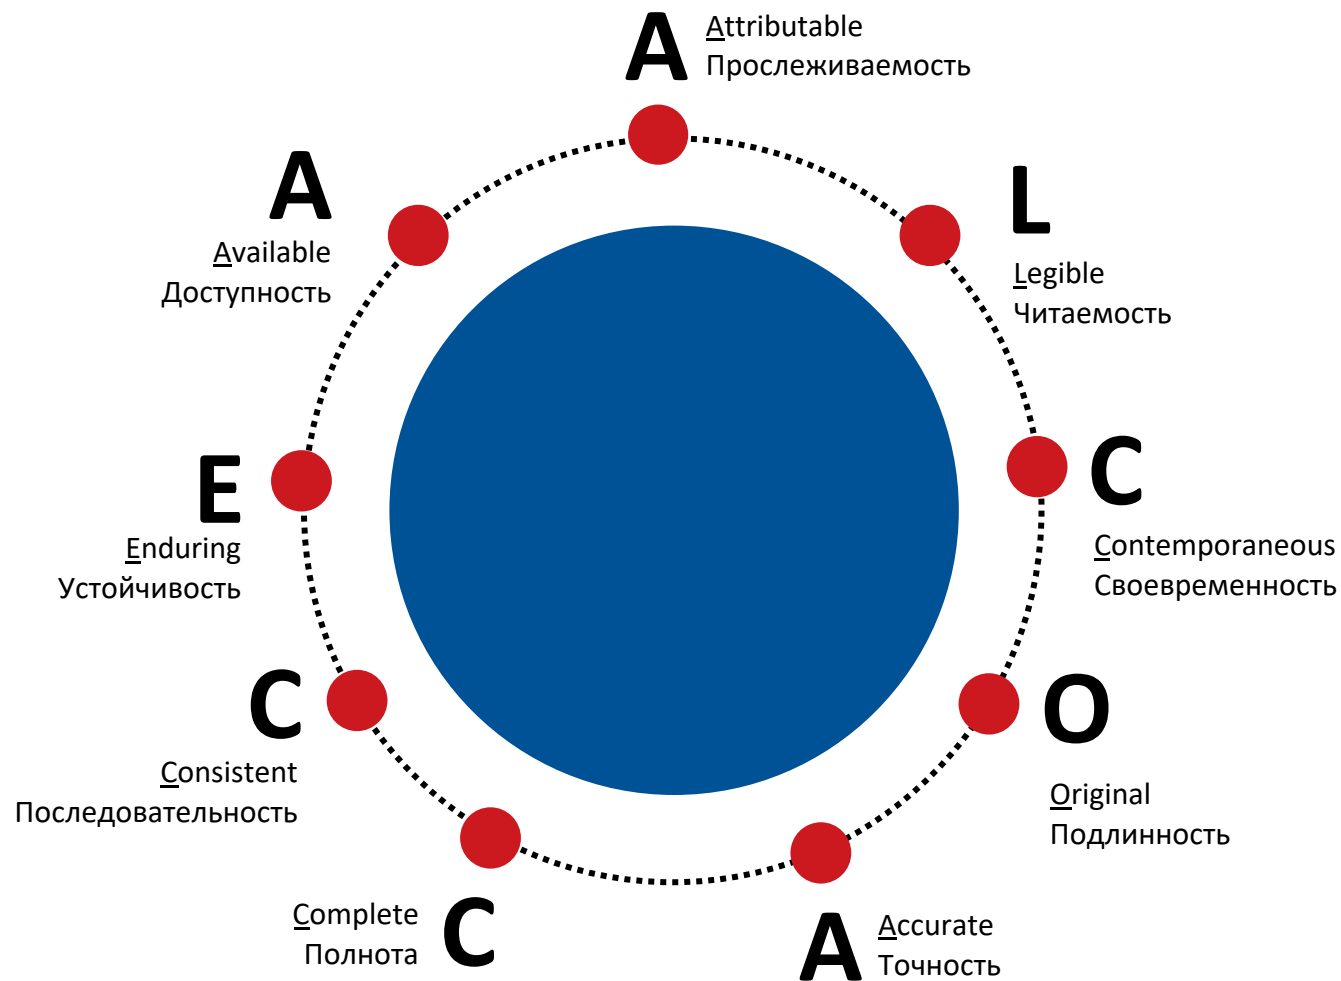 A
Attributable
Прослеживаемость
L
Legible
Читаемость
C
Contemporaneous
Своевременность
O
Original
Подлинность
A
Accurate
Точность
C
Complete
Полнота
C
Consistent
Последовательность
E
Enduring
Устойчивость
A
Available
Доступность